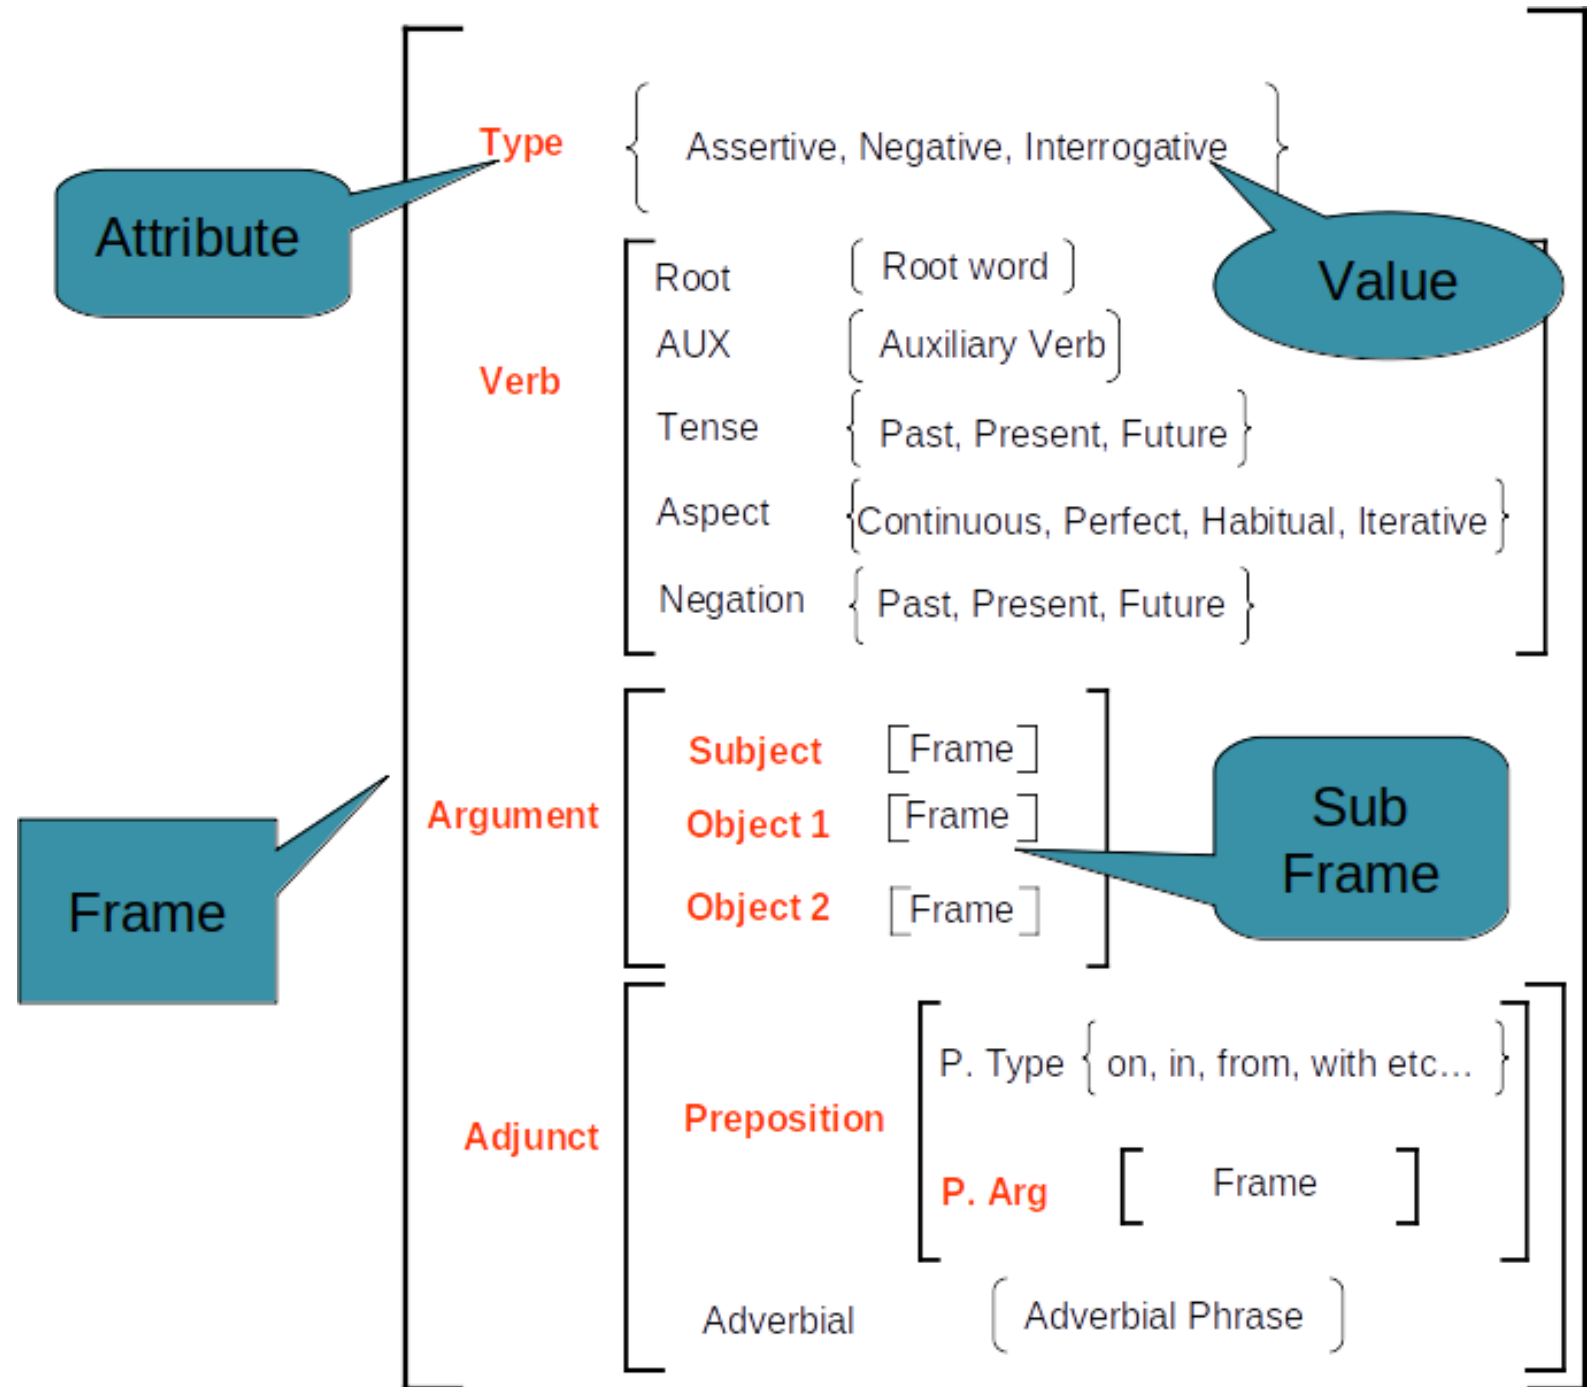 Type Assertive, Negative, Interrogative
Attribute
Value
Root Root word
AUX Auxiliary Verb
Verb
Tense Past, Present, Future
Aspect Continuous, Perfect, Habitual, Iterative
Negation Past, Present, Future
Subject Frame
Argument
Object 1 Frame
Object 2 Frame
Sub
Frame
Frame
P. Type on, in, from, with etc...
Preposition
Adjunct
P. Arg Frame
Adverbial Adverbial Phrase